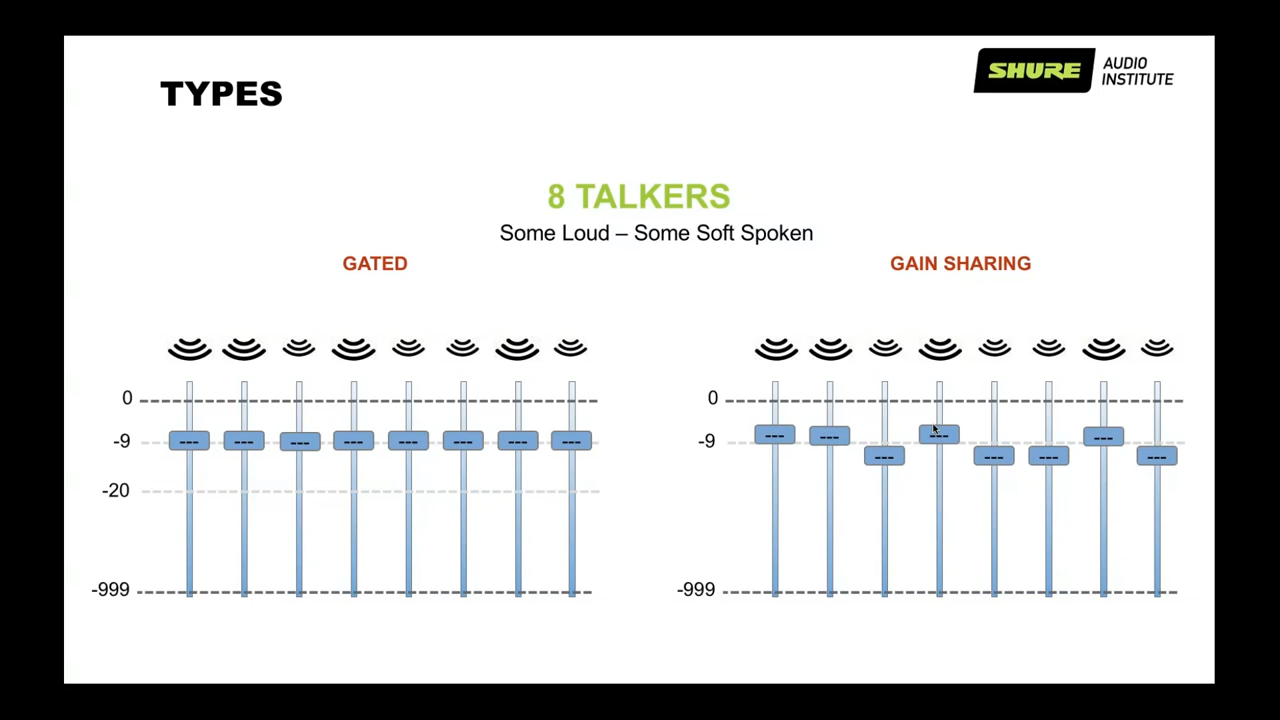 TYPES
SHURE AUDIO INSTITUTE
8 TALKERS
Some Loud – Some Soft Spoken
GATED
GAIN SHARING
0
-9
-20
-999
--- --- --- --- --- --- --- ---
0
-9
-999
--- --- --- --- --- --- --- ---